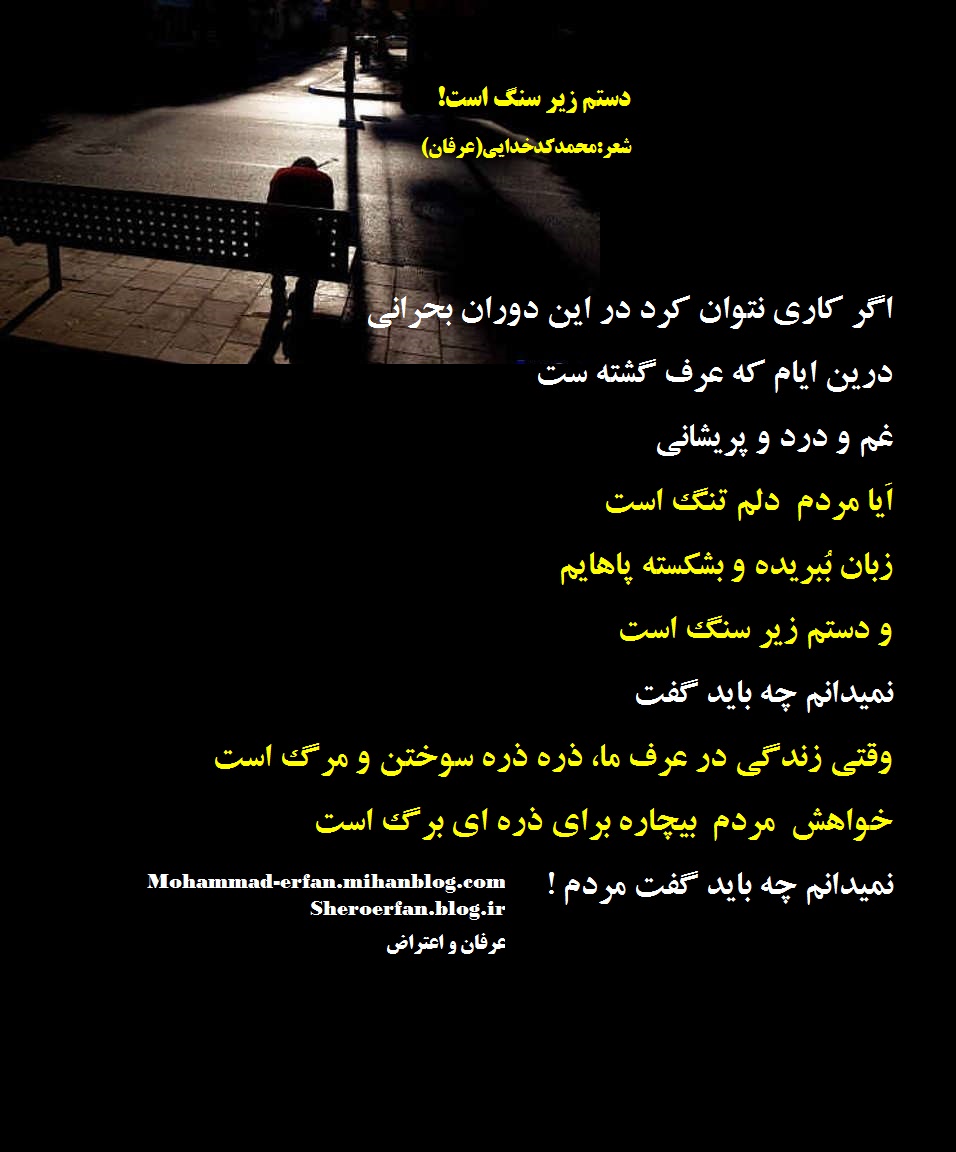 دستم زیر سنگ است!
شعر:محمدکدخدایی(عرفان)
اگر کاری نتوان کرد در این دوران بحرانی
درین ایام که عرف گشته ست
غم و درد و پریشانی
اَیا مردم دلم تنگ است
زبان بُبریده و بشکسته پاهایم
و دستم زیر سنگ است
نمیدانم چه باید گفت
وقتی زندگی در عرف ما، ذره ذره سوختن و مرگ است
خواهش مردم بیچاره برای ذره ای برگ است
نمیدانم چه باید گفت مردم !
Mohammad-erfan.mihanblog.com
Sheroerfan.blog.ir
عرفان و اعتراض